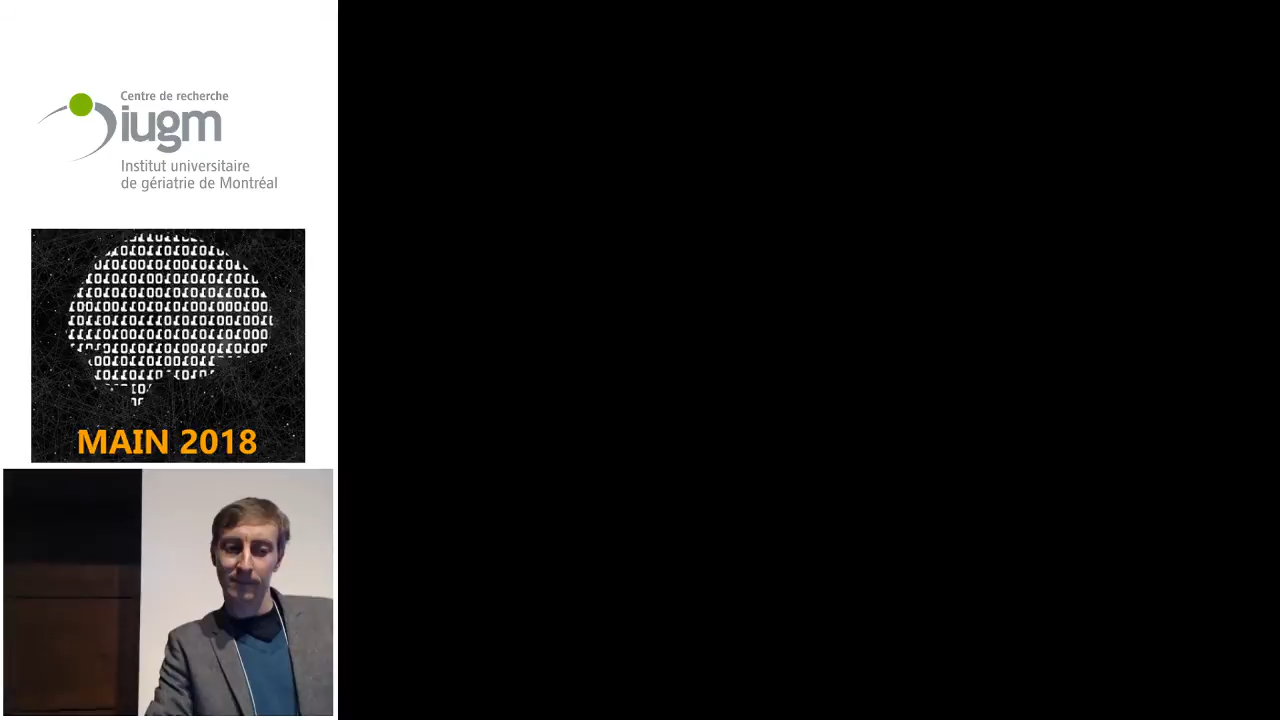 Centre de recherche
iugm
Institut universitaire
de gériatrie de Montréal
MAIN 2018